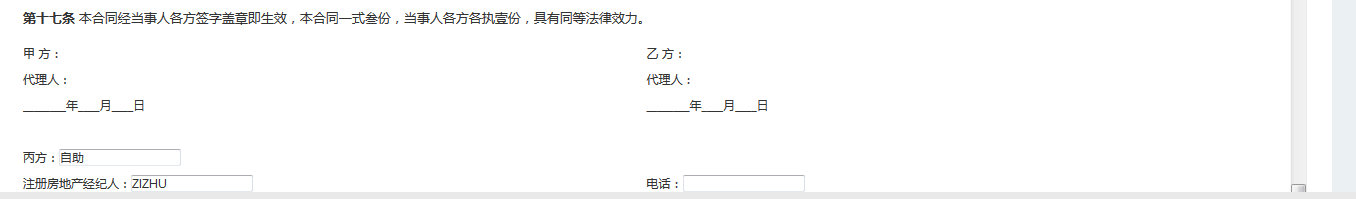 第十七条 本合同经当事人各方签字盖章即生效，本合同一式叁份，当事人各方各执壹份，具有同等法律效力。
甲 方： 乙 方：
代理人： 代理人：
______年___月___日 ______年___月___日
丙方：自助
注册房地产经纪人：ZIZHU 电话：